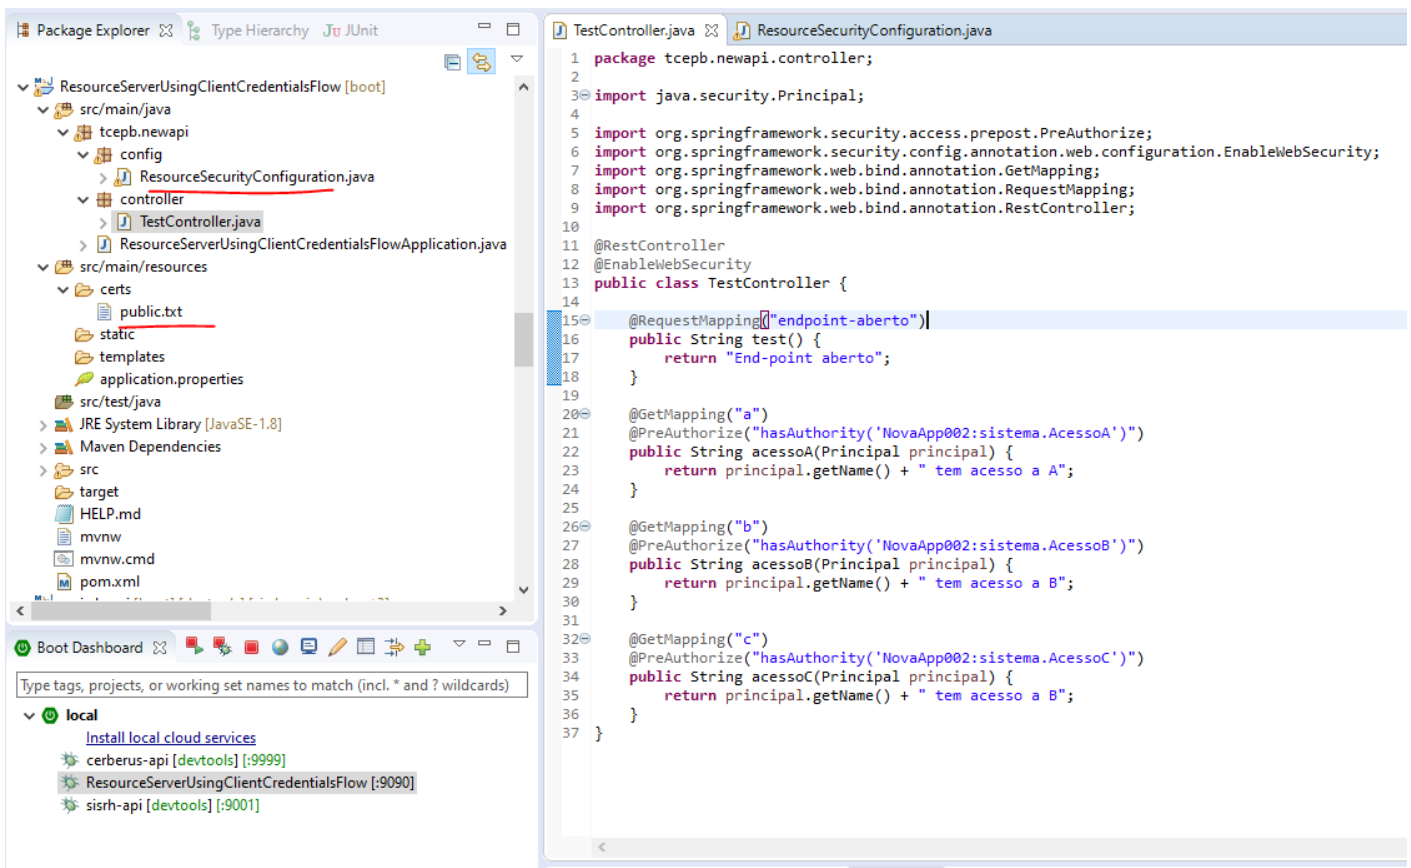 Package Explorer Type Hierarchy JUnit
ResourceServerUsingClientCredentialsFlow [boot]
src/main/java
tcepb.newapi
config
ResourceSecurityConfiguration.java
controller
TestController.java
ResourceServerUsingClientCredentialsFlowApplication.java
src/main/resources
certs
public.txt
static
templates
application.properties
src/test/java
JRE System Library [JavaSE-1.8]
Maven Dependencies
src
target
HELP.md
mvnw
mvnw.cmd
pom.xml
Boot Dashboard
Type tags, projects, or working set names to match (incl. * and ? wildcards)
local
Install local cloud services
cerberus-api [devtools] [:9999]
ResourceServerUsingClientCredentialsFlow [:9090]
sisrh-api [devtools] [:9001]
TestController.java ResourceSecurityConfiguration.java
1 package tcepb.newapi.controller;
2
3 import java.security.Principal;
4
5 import org.springframework.security.access.prepost.PreAuthorize;
6 import org.springframework.security.config.annotation.web.configuration.EnableWebSecurity;
7 import org.springframework.web.bind.annotation.GetMapping;
8 import org.springframework.web.bind.annotation.RequestMapping;
9 import org.springframework.web.bind.annotation.RestController;
10
11 @RestController
12 @EnableWebSecurity
13 public class TestController {
14
15 @RequestMapping("endpoint-aberto")
16 public String test() {
17 return "End-point aberto";
18 }
19
20 @GetMapping("a")
21 @PreAuthorize("hasAuthority('NovaApp002:sistema.AcessoA')")
22 public String acessoA(Principal principal) {
23 return principal.getName() + " tem acesso a A";
24 }
25
26 @GetMapping("b")
27 @PreAuthorize("hasAuthority('NovaApp002:sistema.AcessoB')")
28 public String acessoB(Principal principal) {
29 return principal.getName() + " tem acesso a B";
30 }
31
32 @GetMapping("c")
33 @PreAuthorize("hasAuthority('NovaApp002:sistema.AcessoC')")
34 public String acessoC(Principal principal) {
35 return principal.getName() + " tem acesso a B";
36 }
37 }